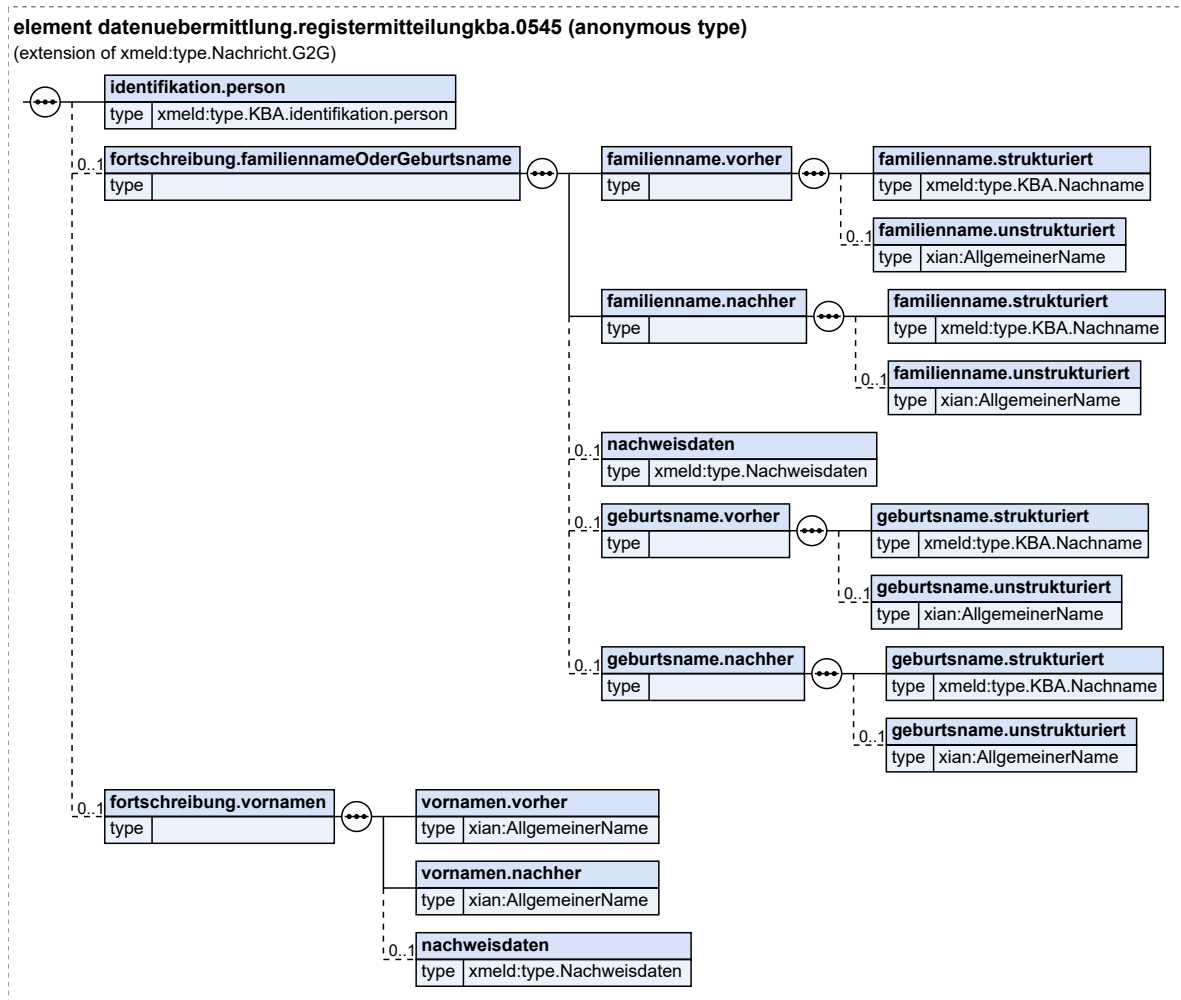 element datenuebermittlung.registermitteilungkba.0545 (anonymous type)
(extension of xmeld:type.Nachricht.G2G)
identifikation.person
type xmeld:type.KBA.identifikation.person
0..1 fortschreibung.familiennameOderGeburtsname
type
familienname.vorher
type
familienname.strukturiert
type xmeld:type.KBA.Nachname
0..1 familienname.unstrukturiert
type xian:AllgemeinerName
familienname.nachher
type
familienname.strukturiert
type xmeld:type.KBA.Nachname
0..1 familienname.unstrukturiert
type xian:AllgemeinerName
0..1 nachweisdaten
type xmeld:type.Nachweisdaten
0..1 geburtsname.vorher
type
geburtsname.strukturiert
type xmeld:type.KBA.Nachname
0..1 geburtsname.unstrukturiert
type xian:AllgemeinerName
0..1 geburtsname.nachher
type
geburtsname.strukturiert
type xmeld:type.KBA.Nachname
0..1 geburtsname.unstrukturiert
type xian:AllgemeinerName
0..1 fortschreibung.vornamen
type
vornamen.vorher
type xian:AllgemeinerName
vornamen.nachher
type xian:AllgemeinerName
0..1 nachweisdaten
type xmeld:type.Nachweisdaten